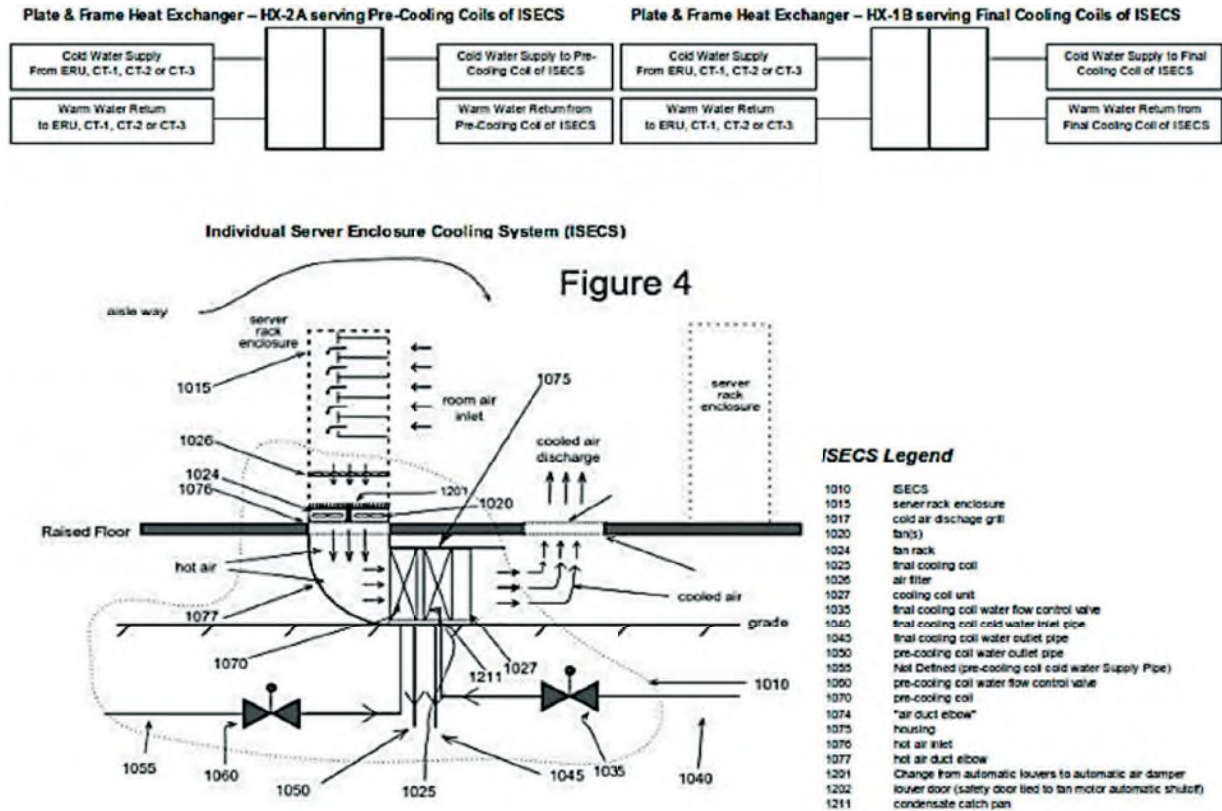 Plate & Frame Heat Exchanger – HX-2A serving Pre-Cooling Coils of ISECS
Cold Water Supply
From ERU, CT-1, CT-2 or CT-3
Cold Water Supply to Pre-
Cooling Coil of ISECS
Warm Water Return
to ERU, CT-1, CT-2 or CT-3
Warm Water Return from
Pre-Cooling Coil of ISECS
Plate & Frame Heat Exchanger – HX-1B serving Final Cooling Coils of ISECS
Cold Water Supply
From ERU, CT-1, CT-2 or CT-3
Cold Water Supply to Final
Cooling Coil of ISECS
Warm Water Return
to ERU, CT-1, CT-2 or CT-3
Warm Water Return from
Final Cooling Coil of ISECS
Individual Server Enclosure Cooling System (ISECS)
Figure 4
aisle way
server
rack
enclosure
1015
room air
inlet
1075
server
rack
enclosure
cooled air
discharge
1026
1024
1076
1201
1020
Raised Floor
hot air
cooled air
1077
grade
1070
1211
1027
1010
1055
1060
1050
1025
1045
1035
1040
ISECS Legend
1010 ISECS
1015 server rack enclosure
1017 cold air dischage grill
1020 fan(s)
1024 fan rack
1025 final cooling coil
1026 air filter
1027 cooling coil unit
1035 final cooling coil water flow control valve
1040 final cooling coil cold water inlet pipe
1045 final cooling coil water outlet pipe
1050 pre-cooling coil water outlet pipe
1055 Not Defined (pre-cooling coil cold water Supply Pipe)
1060 pre-cooling coil water flow control valve
1070 pre-cooling coil
1074 "air duct elbow"
1075 housing
1076 hot air inlet
1077 hot air duct elbow
1201 Change from automatic louvers to automatic air damper
1202 louver door (safety door tied to fan motor automatic shutoff)
1211 condensate catch pan